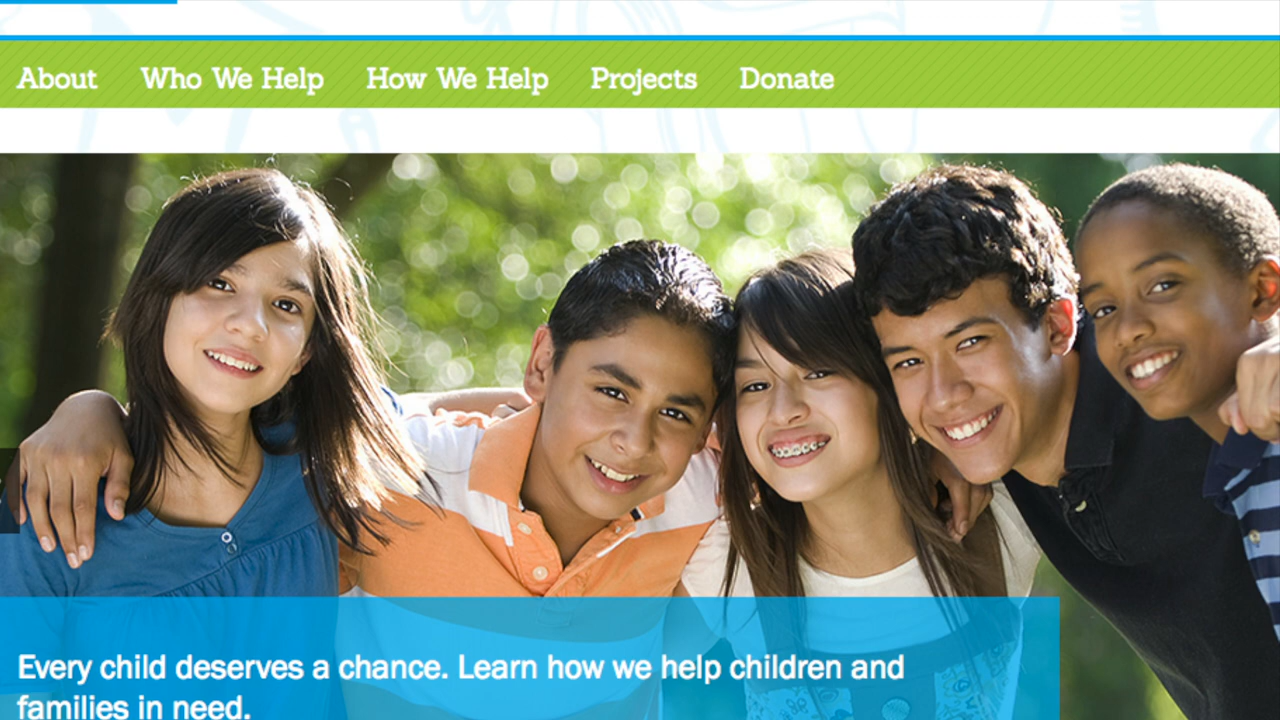 About Who We Help How We Help Projects Donate
Every child deserves a chance. Learn how we help children and
families in need.